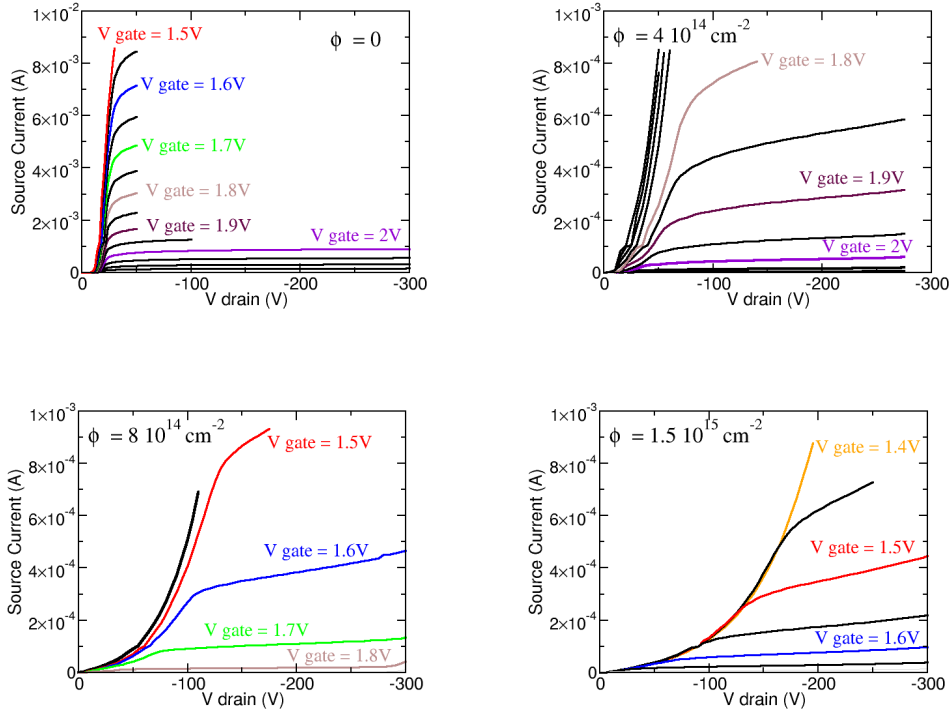 1×10⁻²
V gate = 1.5V
ϕ = 0
8×10⁻³
V gate = 1.6V
6×10⁻³
V gate = 1.7V
4×10⁻³
V gate = 1.8V
2×10⁻³
V gate = 1.9V
V gate = 2V
0
0 -100 -200 -300
V drain (V)
Source Current (A)
1×10⁻³
ϕ = 4 10¹⁴ cm⁻²
8×10⁻⁴
V gate = 1.8V
6×10⁻⁴
4×10⁻⁴
V gate = 1.9V
2×10⁻⁴
V gate = 2V
0
0 -100 -200 -300
V drain (V)
Source Current (A)
1×10⁻³
ϕ = 8 10¹⁴ cm⁻²
V gate = 1.5V
8×10⁻⁴
6×10⁻⁴
V gate = 1.6V
4×10⁻⁴
2×10⁻⁴
V gate = 1.7V
V gate = 1.8V
0
0 -100 -200 -300
V drain (V)
Source Current (A)
1×10⁻³
ϕ = 1.5 10¹⁵ cm⁻²
V gate = 1.4V
8×10⁻⁴
6×10⁻⁴
V gate = 1.5V
4×10⁻⁴
2×10⁻⁴
V gate = 1.6V
0
0 -100 -200 -300
V drain (V)
Source Current (A)